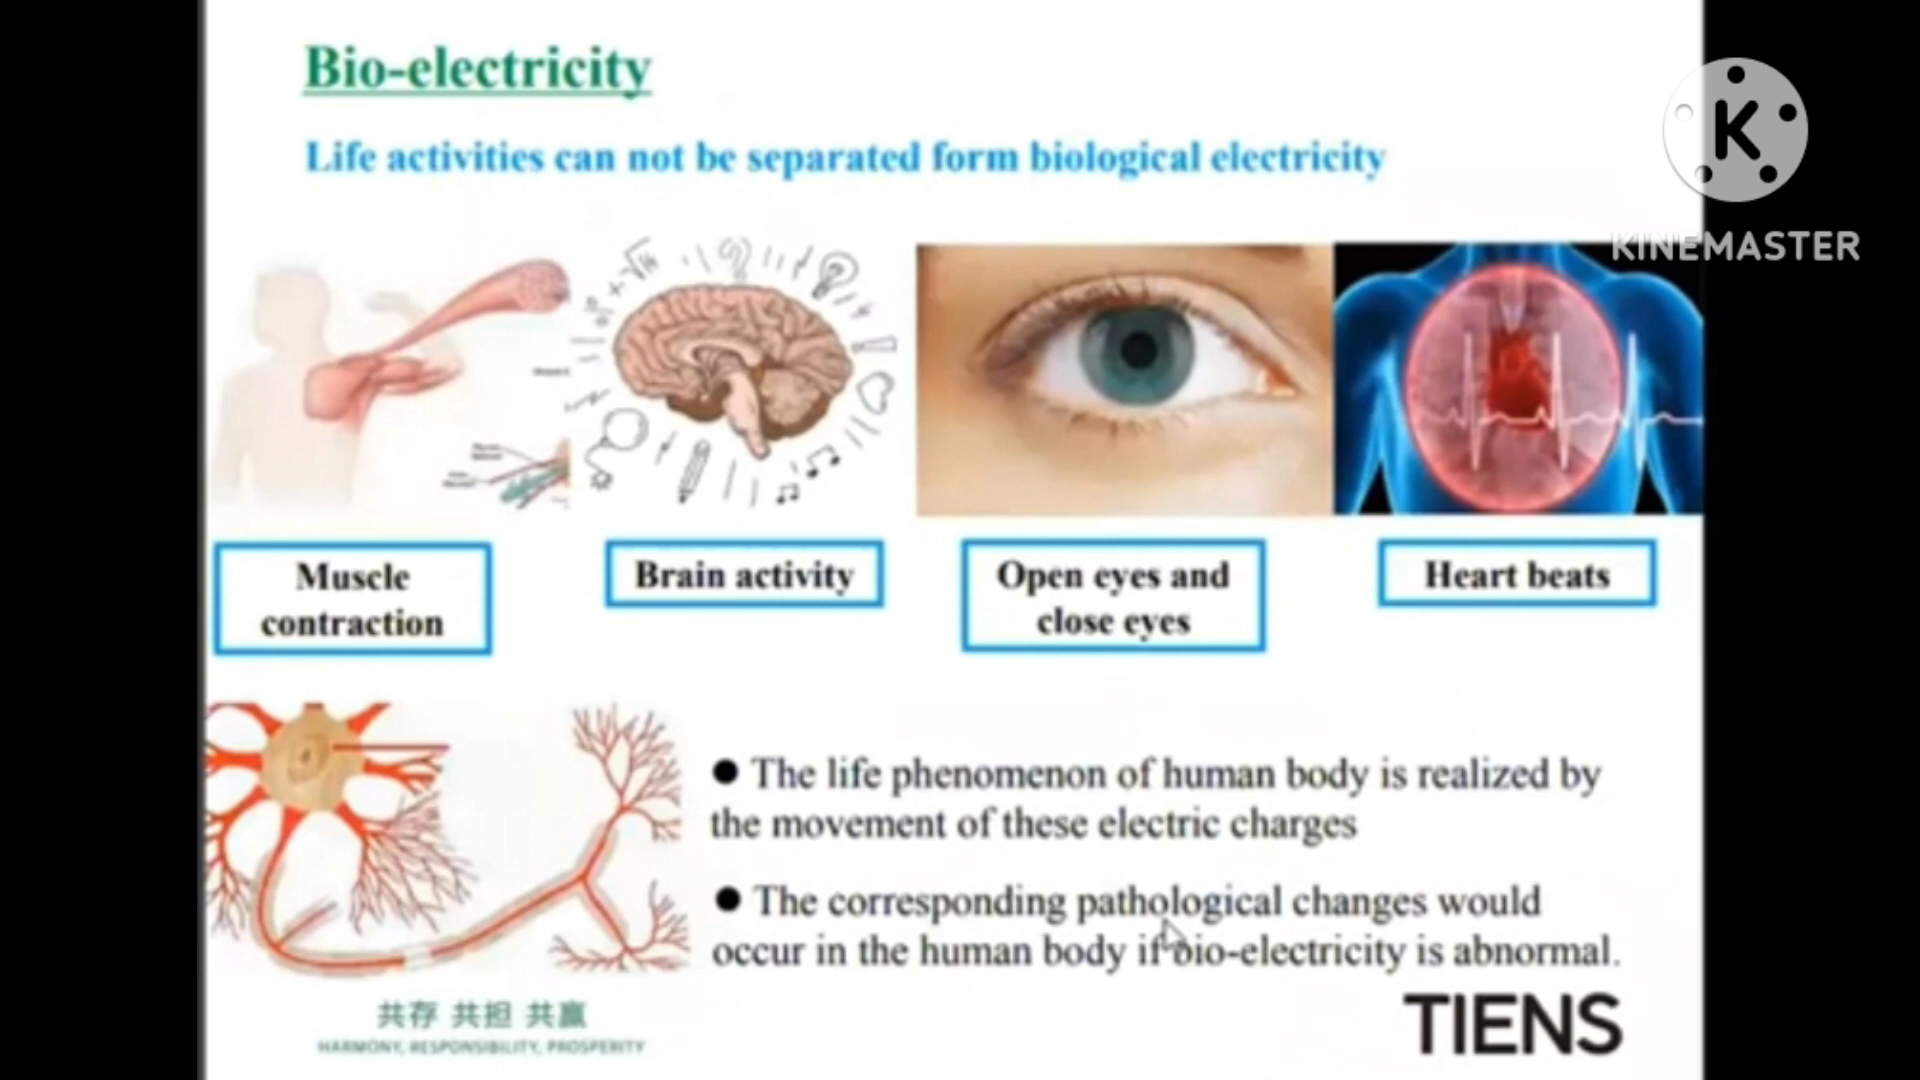 Bio-electricity
Life activities can not be separated form biological electricity
KINEMASTER
Muscle
contraction
Brain activity
Open eyes and
close eyes
Heart beats
● The life phenomenon of human body is realized by
the movement of these electric charges
● The corresponding pathological changes would
occur in the human body if bio-electricity is abnormal.
共存 共担 共赢
HARMONY, RESPONSIBILITY, PROSPERITY
TIENS